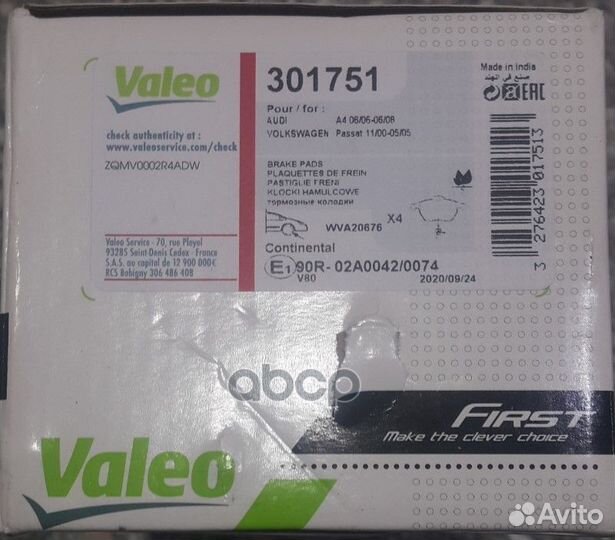 Valeo
check authenticity at :
www.valeoservice.com/check
ZQMV0002R4ADW
Valeo Service - 70, rue Pleyel
93285 Saint-Denis Cedex - France
S.A.S. au capital de 12 900 000€
RCS Bobigny 306 486 408
301751
Pour / for :
AUDI A4 06/06-06/08
VOLKSWAGEN Passat 11/00-05/05
BRAKE PADS
PLAQUETTES DE FREIN
PASTIGLIE FRENI
KLOCKI HAMULCOWE
тормозные колодки
WVA20676 X4
Continental
E1 90R- 02A0042/0074
V80 2020/09/24
Made in India
صنع في الهند
EAC
3 276423 017513
abcp
FIRST
Make the clever choice
Valeo
Avito